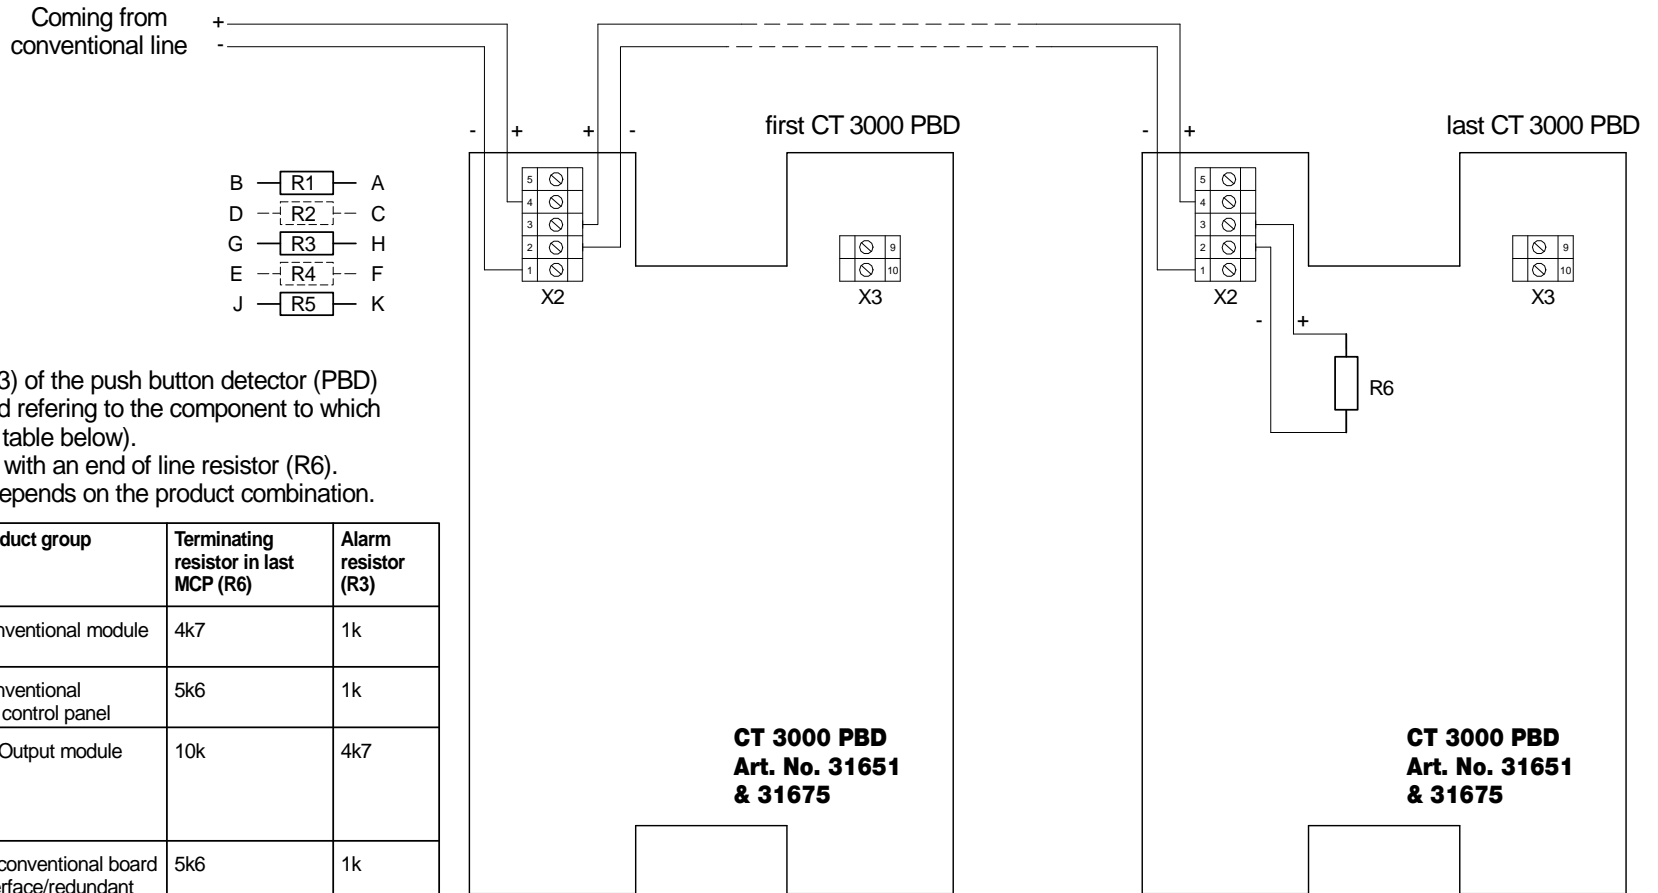 Coming from
conventional line
+
-
- + + -
first CT 3000 PBD
- +
last CT 3000 PBD
B R1 A
D R2 C
G R3 H
E R4 F
J R5 K
5
4
3
2
1
X2
9
10
X3
5
4
3
2
1
X2
9
10
X3
- +
R6
3) of the push button detector (PBD)
d refering to the component to which
table below).
with an end of line resistor (R6).
epends on the product combination.
duct group
Terminating
resistor in last
MCP (R6)
Alarm
resistor
(R3)
nventional module 4k7 1k
nventional
control panel
5k6 1k
Output module 10k 4k7
conventional board
erface/redundant
5k6 1k
CT 3000 PBD
Art. No. 31651
& 31675
CT 3000 PBD
Art. No. 31651
& 31675